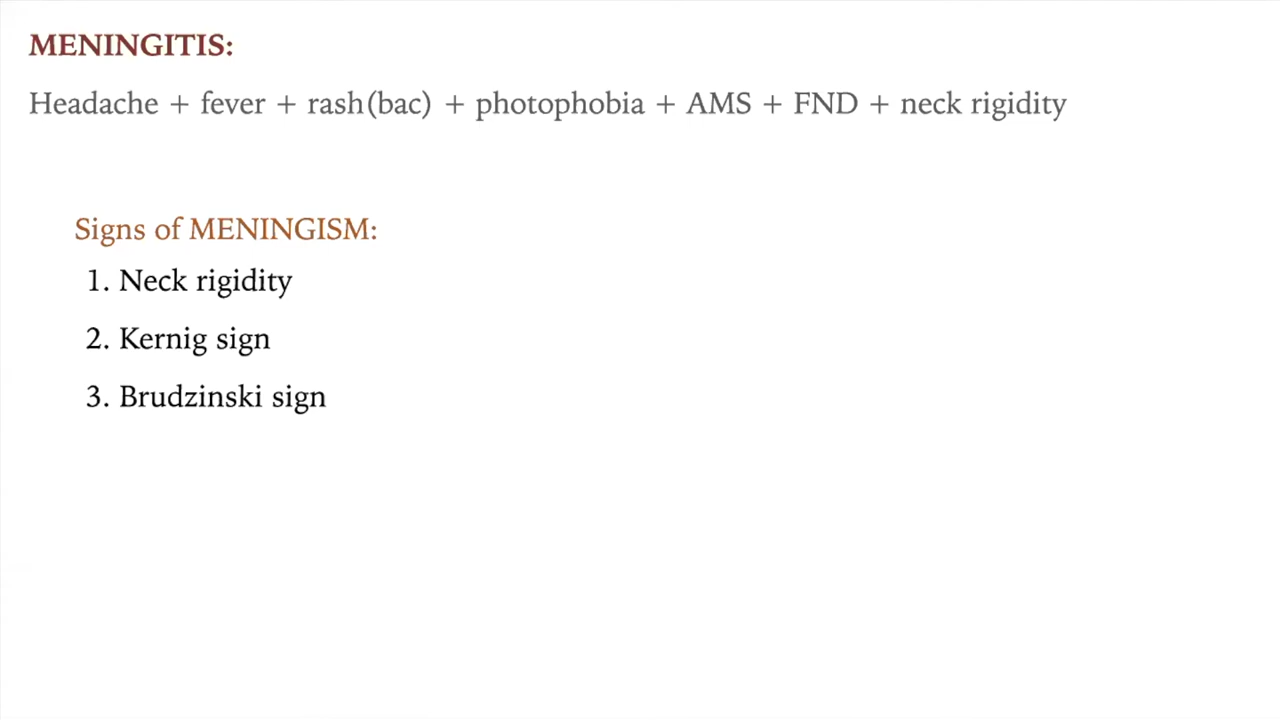 MENINGITIS:
Headache + fever + rash(bac) + photophobia + AMS + FND + neck rigidity
Signs of MENINGISM:
1. Neck rigidity
2. Kernig sign
3. Brudzinski sign